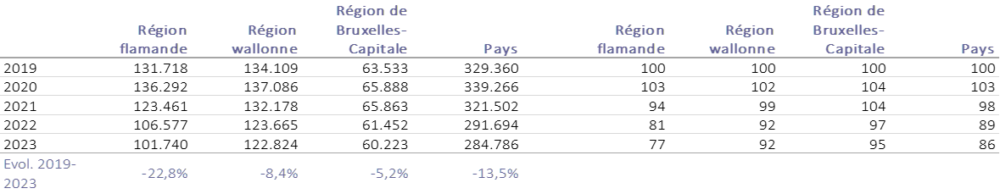 Région flamande Région wallonne Région de Bruxelles-Capitale Pays Région flamande Région wallonne Région de Bruxelles-Capitale Pays
2019 131.718 134.109 63.533 329.360 100 100 100 100
2020 136.292 137.086 65.888 339.266 103 102 104 103
2021 123.461 132.178 65.863 321.502 94 99 104 98
2022 106.577 123.665 61.452 291.694 81 92 97 89
2023 101.740 122.824 60.223 284.786 77 92 95 86
Evol. 2019-2023 -22,8% -8,4% -5,2% -13,5%